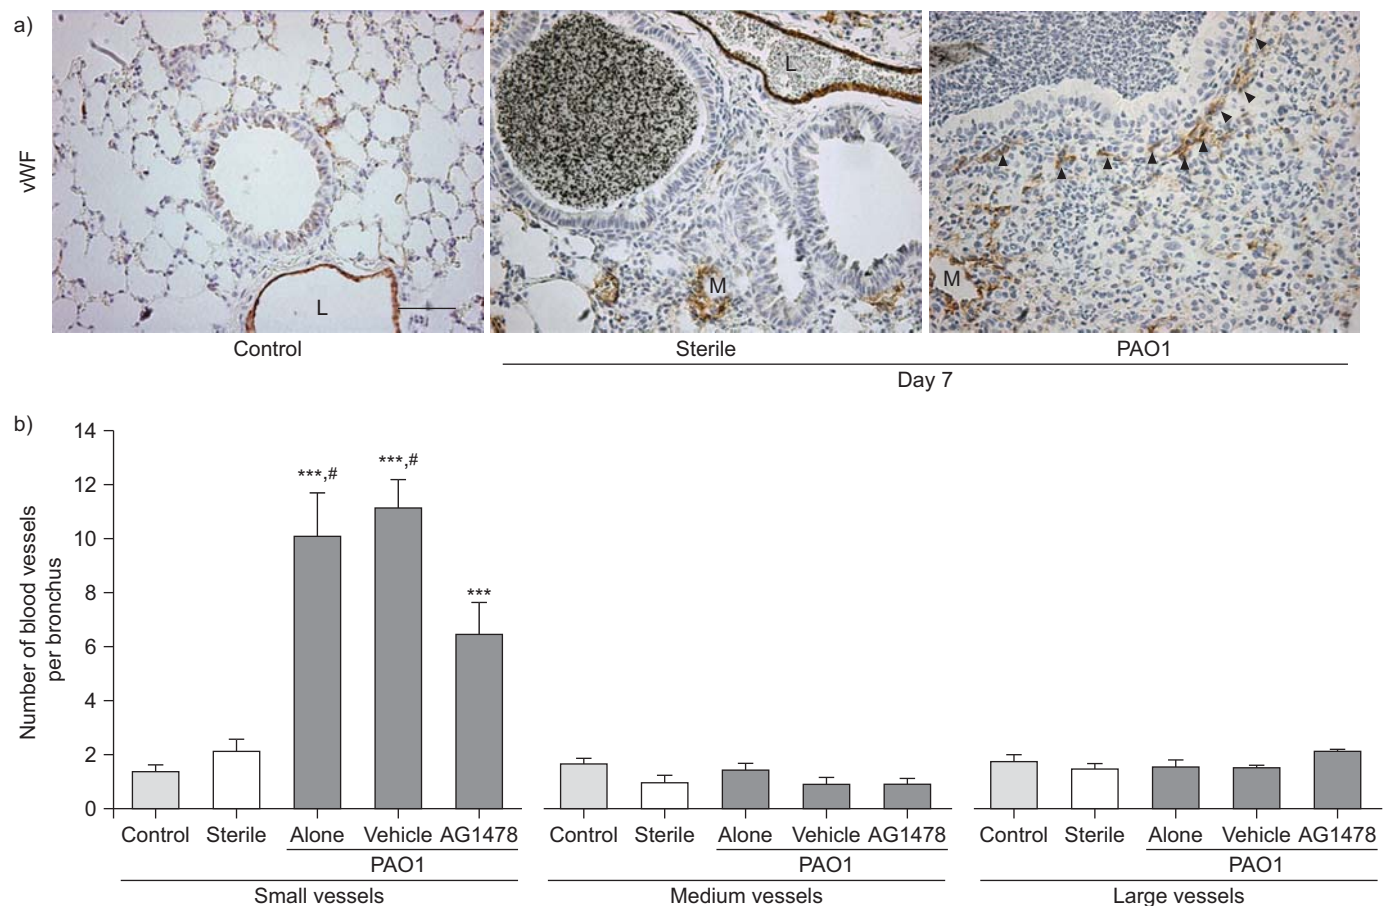 a)
vWF
L
L
M
M
Control
Sterile
PAO1
Day 7
b)
Number of blood vessels
per bronchus
14
12
10
8
6
4
2
0
***,#
***,#
***
Control Sterile Alone Vehicle AG1478 Control Sterile Alone Vehicle AG1478 Control Sterile Alone Vehicle AG1478
PAO1 PAO1 PAO1
Small vessels Medium vessels Large vessels